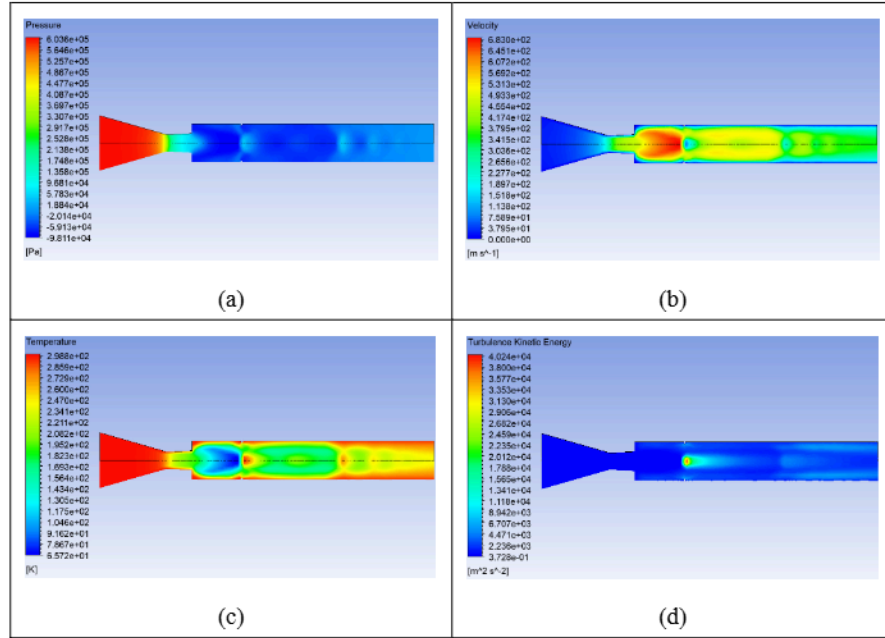 Pressure
6.036e+05
5.646e+05
5.257e+05
4.867e+05
4.477e+05
4.087e+05
3.697e+05
3.307e+05
2.917e+05
2.528e+05
2.138e+05
1.748e+05
1.358e+05
9.681e+04
5.783e+04
1.884e+04
-2.014e+04
-5.913e+04
-9.811e+04
[Pa]
(a)
Velocity
6.830e+02
6.451e+02
6.072e+02
5.692e+02
5.313e+02
4.933e+02
4.554e+02
4.174e+02
3.795e+02
3.415e+02
3.036e+02
2.656e+02
2.277e+02
1.897e+02
1.518e+02
1.138e+02
7.589e+01
3.795e+01
0.000e+00
[m s^-1]
(b)
Temperature
2.988e+02
2.859e+02
2.729e+02
2.600e+02
2.470e+02
2.341e+02
2.211e+02
2.082e+02
1.952e+02
1.823e+02
1.693e+02
1.564e+02
1.434e+02
1.305e+02
1.175e+02
1.046e+02
9.162e+01
7.867e+01
6.572e+01
[K]
(c)
Turbulence Kinetic Energy
4.024e+04
3.800e+04
3.577e+04
3.353e+04
3.130e+04
2.906e+04
2.682e+04
2.459e+04
2.235e+04
2.012e+04
1.788e+04
1.565e+04
1.341e+04
1.118e+04
8.942e+03
6.707e+03
4.471e+03
2.236e+03
3.728e-01
[m^2 s^-2]
(d)